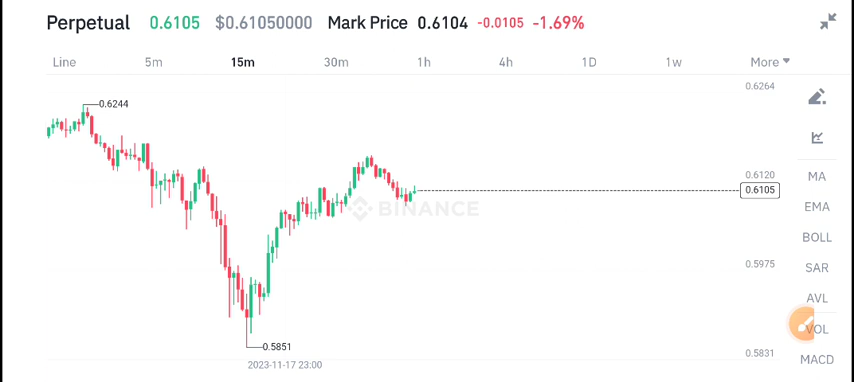 Perpetual 0.6105 $0.61050000 Mark Price 0.6104 -0.0105 -1.69%
Line 5m 15m 30m 1h 4h 1D 1w More
0.6264
0.6244
MA
0.6120
0.6105
EMA
BINANCE
BOLL
0.5975
SAR
AVL
VOL
0.5851
0.5831
MACD
2023-11-17 23:00